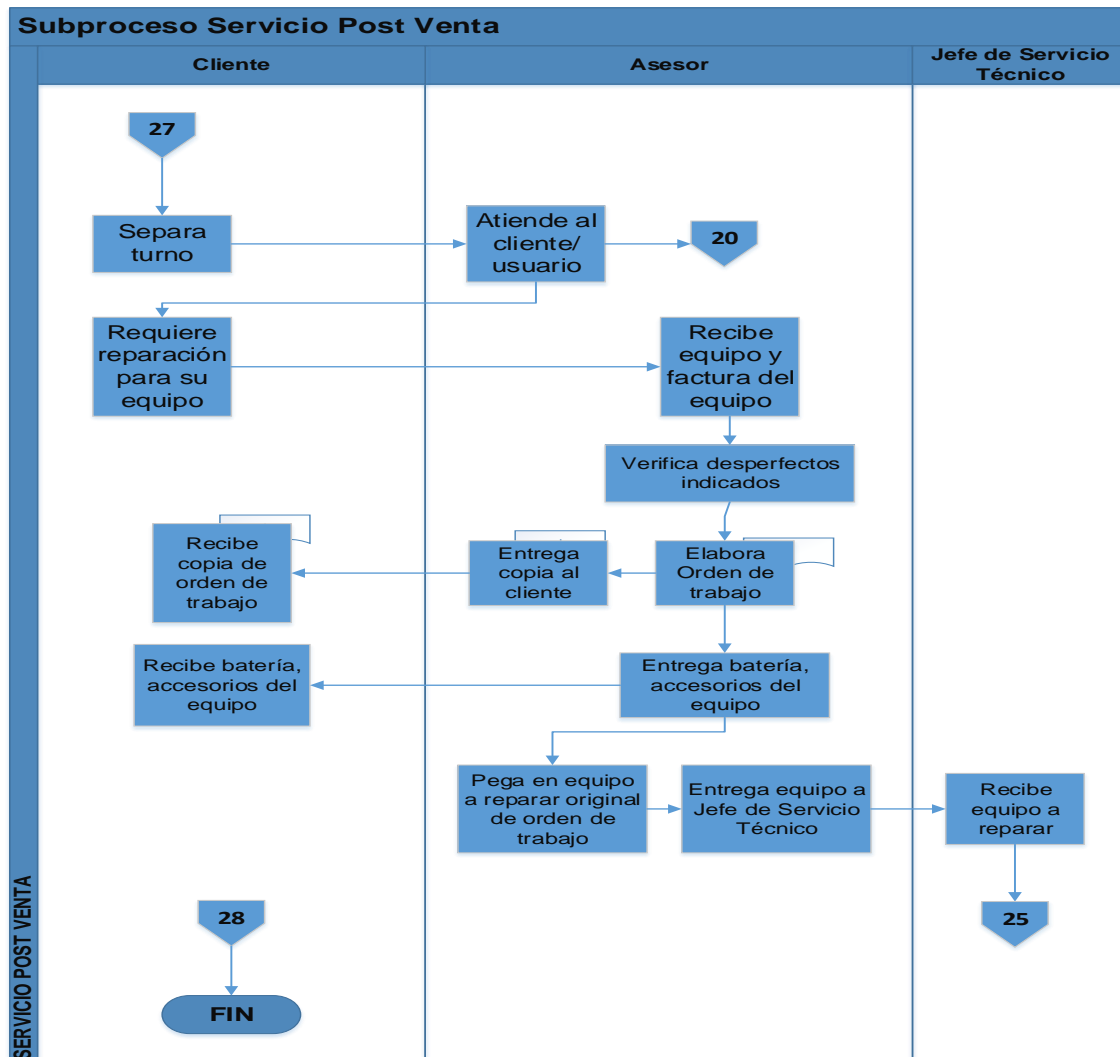 Subproceso Servicio Post Venta
Cliente
Asesor
Jefe de Servicio
Técnico
27
Separa
turno
Atiende al
cliente/
usuario
20
Requiere
reparación
para su
equipo
Recibe
equipo y
factura del
equipo
Verifica desperfectos
indicados
Recibe
copia de
orden de
trabajo
Entrega
copia al
cliente
Elabora
Orden de
trabajo
Recibe batería,
accesorios del
equipo
Entrega batería,
accesorios del
equipo
Pega en equipo
a reparar original
de orden de
trabajo
Entrega equipo a
Jefe de Servicio
Técnico
Recibe
equipo a
reparar
28
25
FIN
SERVICIO POST VENTA